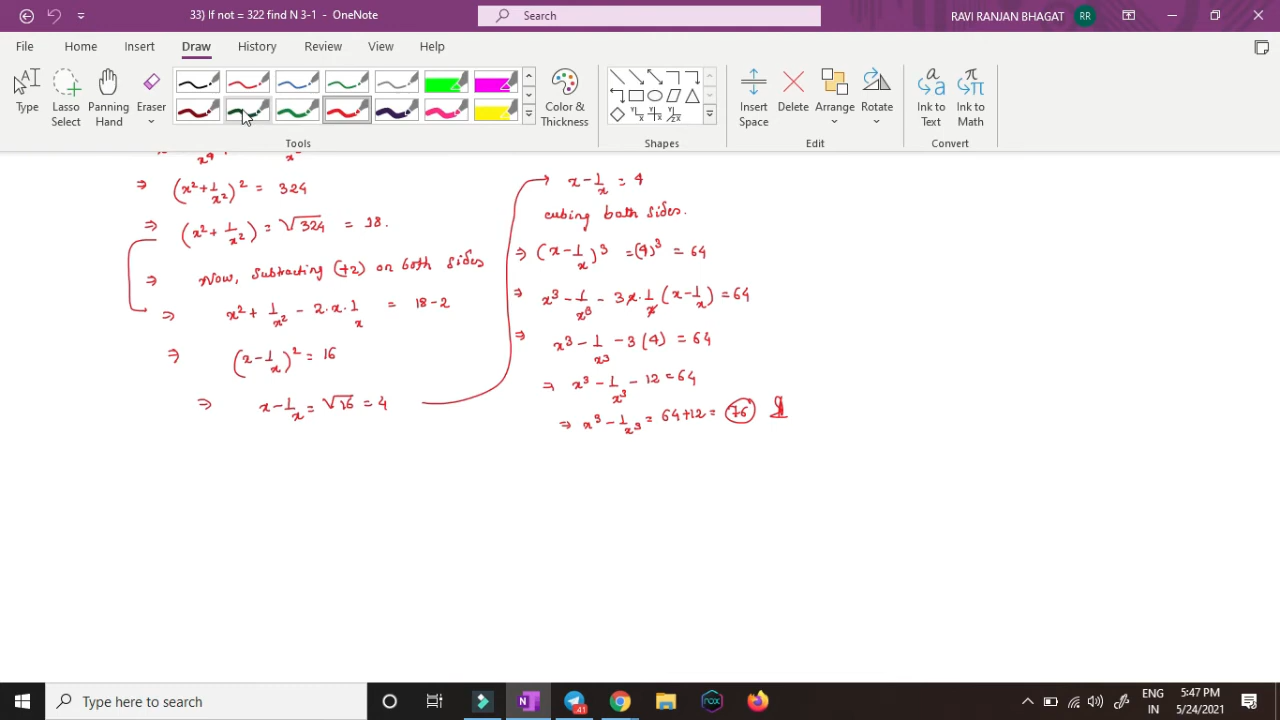 33) If not = 322 find N 3-1 - OneNote
Search
RAVI RANJAN BHAGAT RR
File Home Insert Draw History Review View Help
Type
Lasso Select
Panning Hand
Eraser
Color & Thickness
Insert Space
Delete
Arrange
Rotate
Ink to Text
Ink to Math
Tools
Shapes
Edit
Convert
⇒ (x²+1/x²)² = 324
⇒ (x²+1/x²) = √324 = 18.
⇒ Now, subtracting (+2) on both sides
⇒ x²+1/x² - 2.x.1/x = 18-2
⇒ (x-1/x)² = 16
⇒ x-1/x = √16 = 4
x-1/x = 4
cubing both sides.
⇒ (x-1/x)³ = (4)³ = 64
⇒ x³-1/x³ - 3x.1/x(x-1/x) = 64
⇒ x³-1/x³ - 3(4) = 64
⇒ x³-1/x³ - 12 = 64
⇒ x³-1/x³ = 64+12 = 76
Type here to search
41
nox
ENG
IN
5:47 PM
5/24/2021